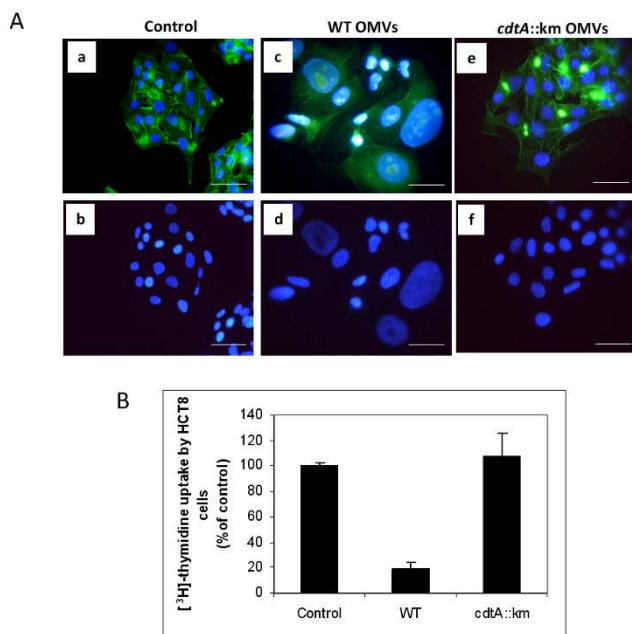 A
Control
WT OMVs
cdtA::km OMVs
a
c
e
b
d
f
B
[³H]-thymidine uptake by HCT8
cells
(% of control)
140
120
100
80
60
40
20
0
Control
WT
cdtA::km